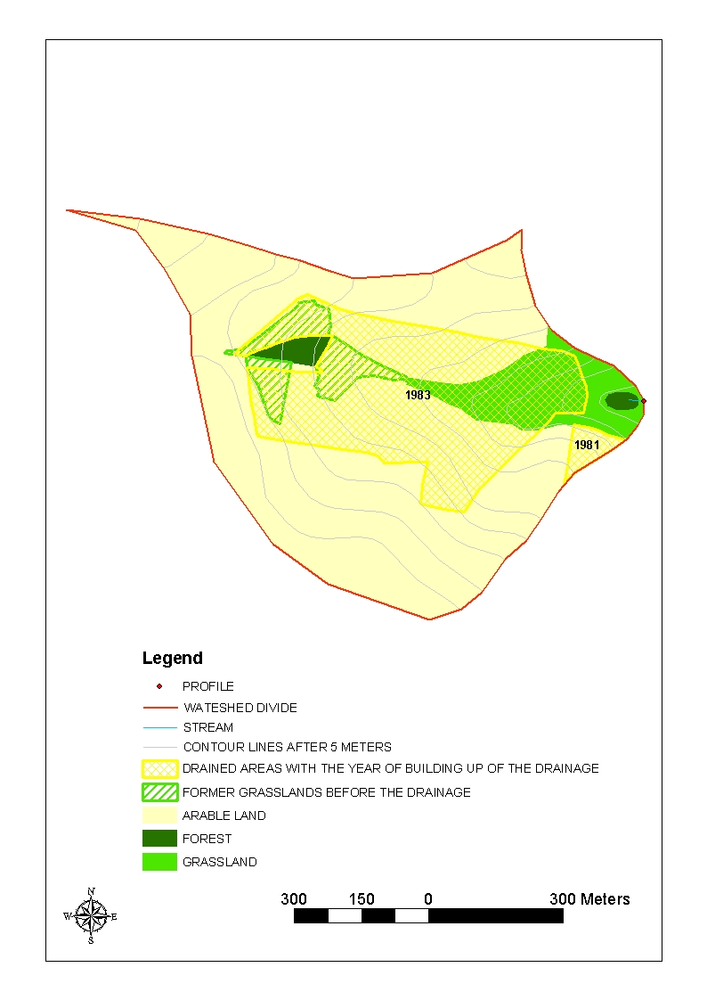 1983
1981
Legend
PROFILE
WATESHED DIVIDE
STREAM
CONTOUR LINES AFTER 5 METERS
DRAINED AREAS WITH THE YEAR OF BUILDING UP OF THE DRAINAGE
FORMER GRASSLANDS BEFORE THE DRAINAGE
ARABLE LAND
FOREST
GRASSLAND
N
W E
S
300 150 0 300 Meters